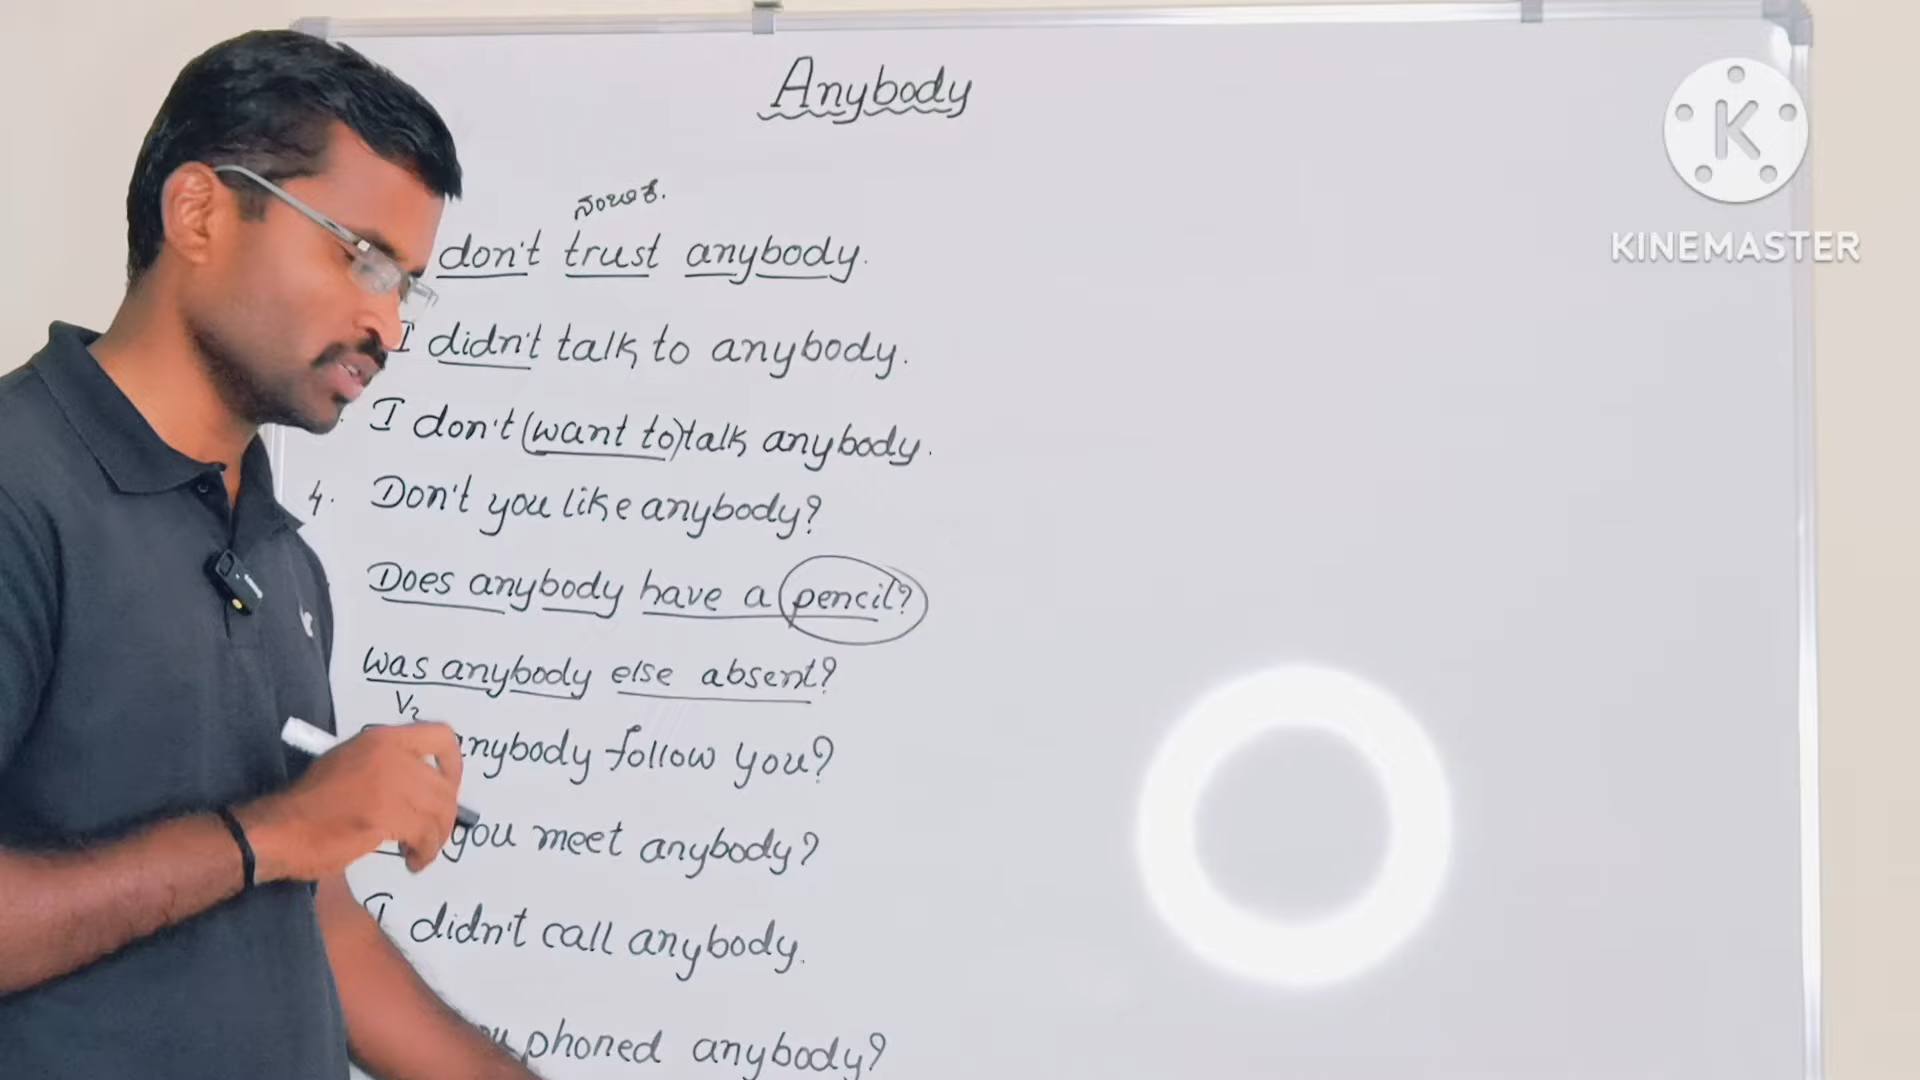 Anybody
ನಂಬಿಕೆ.
don't trust anybody.
I didn't talk to anybody.
I don't (want to) talk anybody.
4. Don't you like anybody?
Does anybody have a pencil?
was anybody else absent?
V2
anybody follow you?
you meet anybody?
I didn't call anybody.
phoned anybody?
K
KINEMASTER